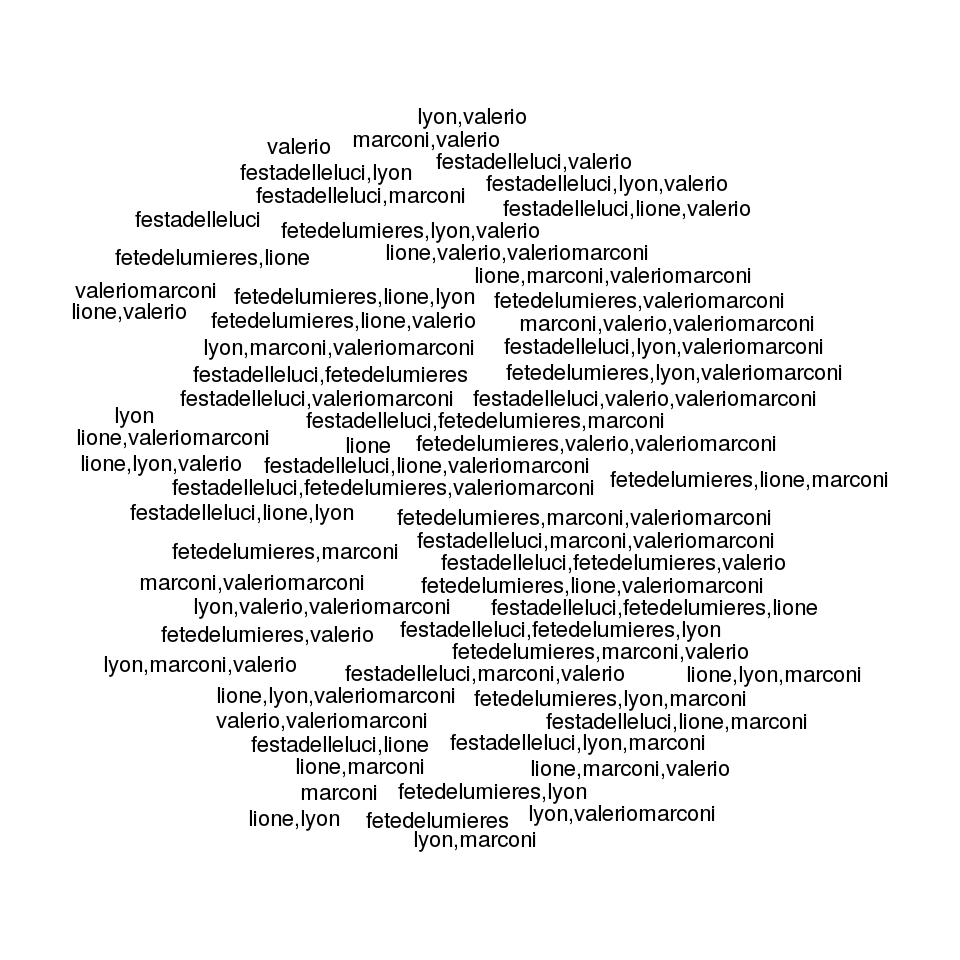 lyon,valerio
marconi,valerio
valerio
festadelleluci,valerio
festadelleluci,lyon
festadelleluci,lyon,valerio
festadelleluci,marconi
festadelleluci,lione,valerio
festadelleluci
fetedelumieres,lyon,valerio
lione,valerio,valeriomarconi
fetedelumieres,lione
lione,marconi,valeriomarconi
valeriomarconi
fetedelumieres,lione,lyon
fetedelumieres,valeriomarconi
lione,valerio
fetedelumieres,lione,valerio
marconi,valerio,valeriomarconi
lyon,marconi,valeriomarconi
festadelleluci,lyon,valeriomarconi
festadelleluci,fetedelumieres
fetedelumieres,lyon,valeriomarconi
festadelleluci,valeriomarconi
festadelleluci,valerio,valeriomarconi
lyon
festadelleluci,fetedelumieres,marconi
lione,valeriomarconi
lione
fetedelumieres,valerio,valeriomarconi
lione,lyon,valerio
festadelleluci,lione,valeriomarconi
fetedelumieres,lione,marconi
festadelleluci,fetedelumieres,valeriomarconi
festadelleluci,lione,lyon
fetedelumieres,marconi,valeriomarconi
festadelleluci,marconi,valeriomarconi
fetedelumieres,marconi
festadelleluci,fetedelumieres,valerio
marconi,valeriomarconi
fetedelumieres,lione,valeriomarconi
lyon,valerio,valeriomarconi
festadelleluci,fetedelumieres,lione
fetedelumieres,valerio
festadelleluci,fetedelumieres,lyon
fetedelumieres,marconi,valerio
lyon,marconi,valerio
festadelleluci,marconi,valerio
lione,lyon,marconi
lione,lyon,valeriomarconi
fetedelumieres,lyon,marconi
valerio,valeriomarconi
festadelleluci,lione,marconi
festadelleluci,lione
festadelleluci,lyon,marconi
lione,marconi
lione,marconi,valerio
marconi
fetedelumieres,lyon
lione,lyon
fetedelumieres
lyon,valeriomarconi
lyon,marconi